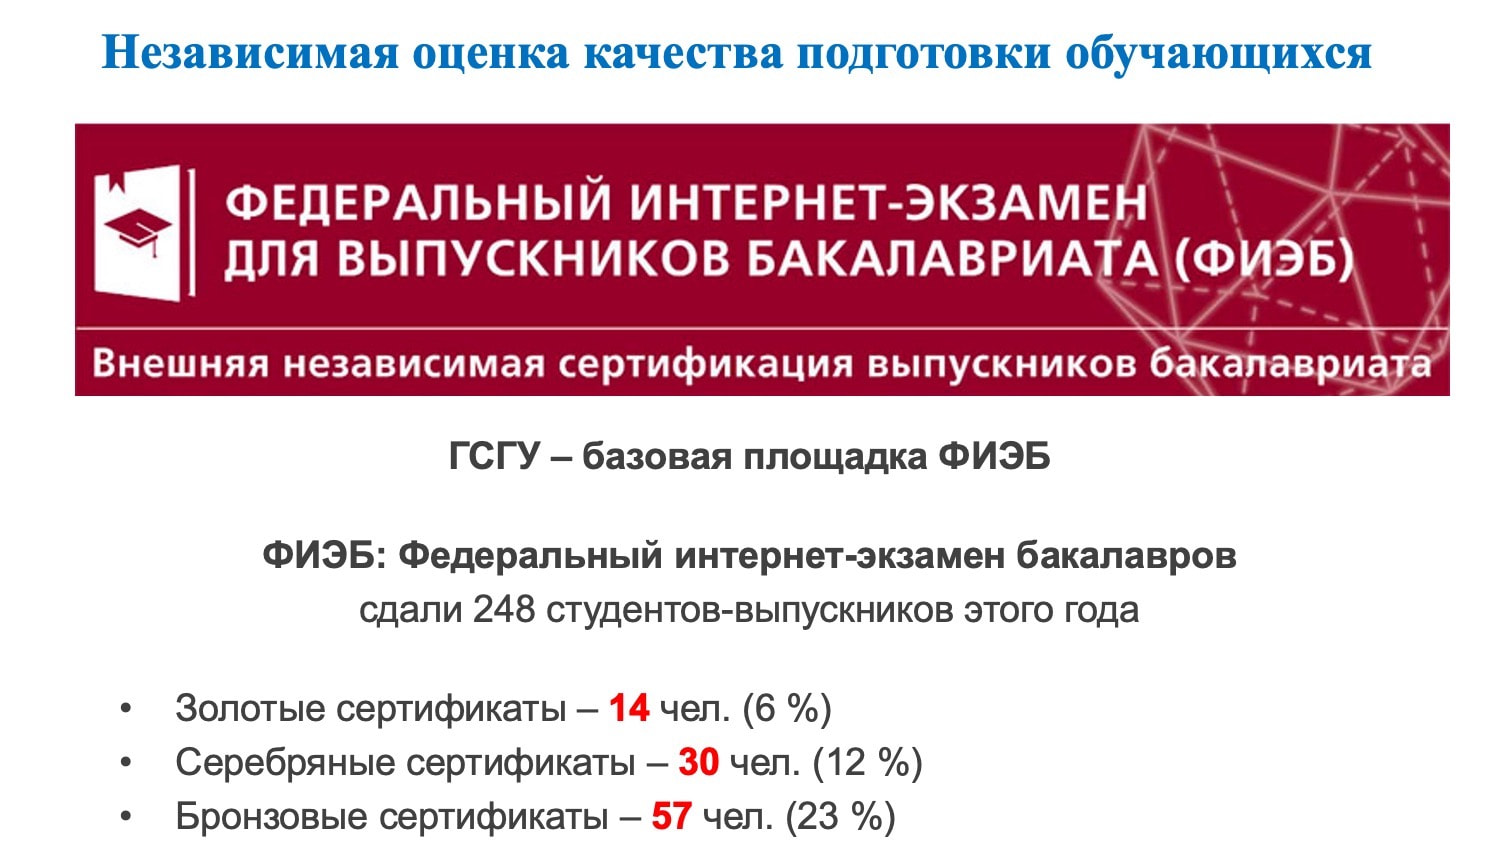 Независимая оценка качества подготовки обучающихся
ФЕДЕРАЛЬНЫЙ ИНТЕРНЕТ-ЭКЗАМЕН
ДЛЯ ВЫПУСКНИКОВ БАКАЛАВРИАТА (ФИЭБ)
Внешняя независимая сертификация выпускников бакалавриата
ГСГУ – базовая площадка ФИЭБ
ФИЭБ: Федеральный интернет-экзамен бакалавров
сдали 248 студентов-выпускников этого года
• Золотые сертификаты – 14 чел. (6 %)
• Серебряные сертификаты – 30 чел. (12 %)
• Бронзовые сертификаты – 57 чел. (23 %)